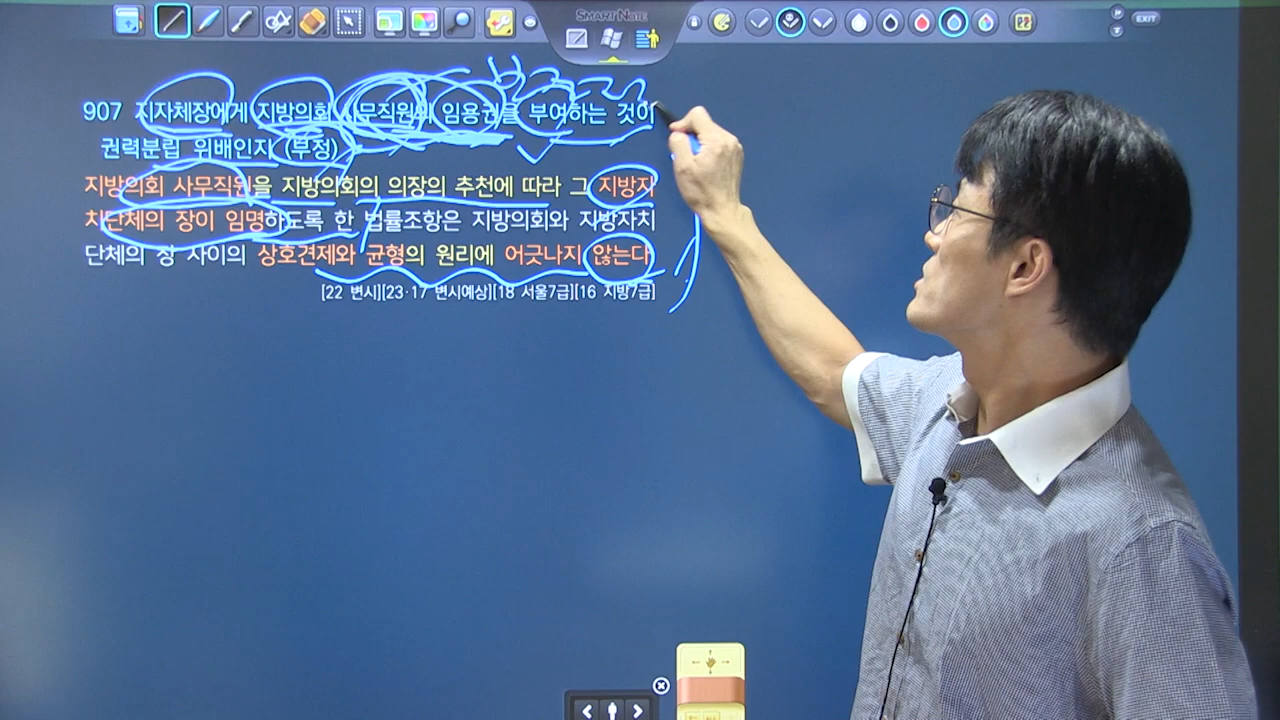 SMART NOTE
EXIT
907 지자체장에게 지방의회 사무직원의 임용권을 부여하는 것이
권력분립 위배인지 (부정)
지방의회 사무직원을 지방의회의 의장의 추천에 따라 그 지방자
치단체의 장이 임명하도록 한 법률조항은 지방의회와 지방자치
단체의 장 사이의 상호견제와 균형의 원리에 어긋나지 않는다
[22 변시][23·17 변시예상][18 서울7급][16 지방7급]